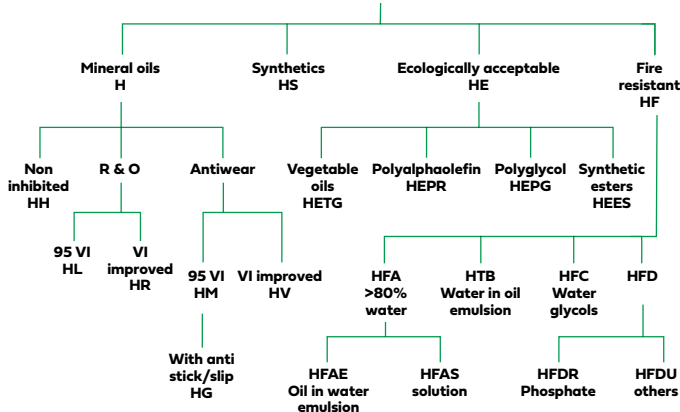 Mineral oils
H
Synthetics
HS
Ecologically acceptable
HE
Fire
resistant
HF
Non
inhibited
HH
R & O
Antiwear
Vegetable
oils
HETG
Polyalphaolefin
HEPR
Polyglycol
HEPG
Synthetic
esters
HEES
95 VI
HL
VI
improved
HR
95 VI
HM
VI improved
HV
HFA
>80%
water
HTB
Water in oil
emulsion
HFC
Water
glycols
HFD
With anti
stick/slip
HG
HFAE
Oil in water
emulsion
HFAS
solution
HFDR
Phosphate
HFDU
others